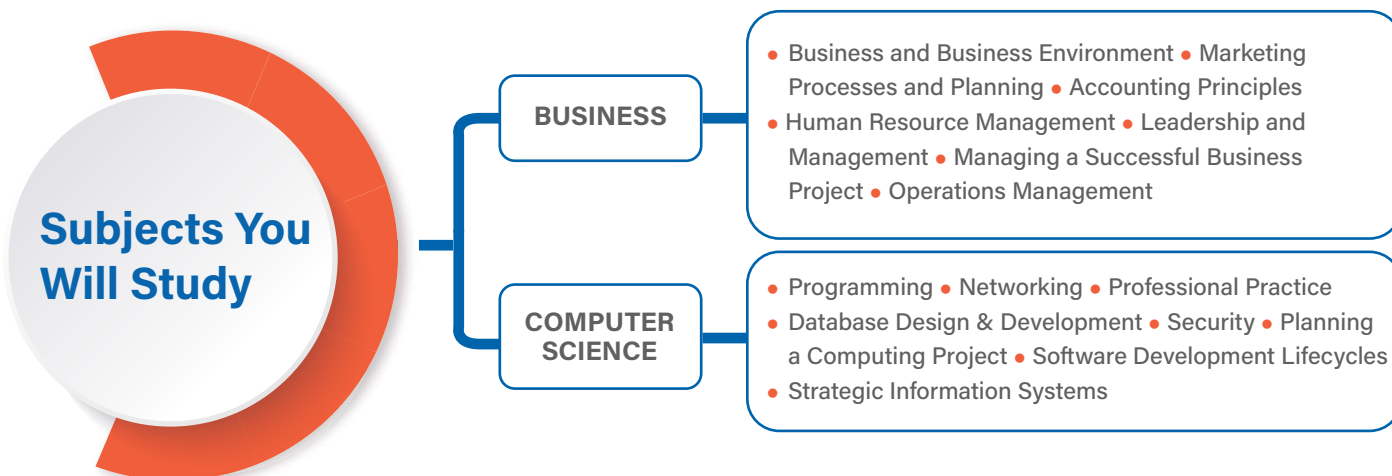 Subjects You
Will Study
BUSINESS
• Business and Business Environment • Marketing
Processes and Planning • Accounting Principles
• Human Resource Management • Leadership and
Management • Managing a Successful Business
Project • Operations Management
COMPUTER
SCIENCE
• Programming • Networking • Professional Practice
• Database Design & Development • Security • Planning
a Computing Project • Software Development Lifecycles
• Strategic Information Systems